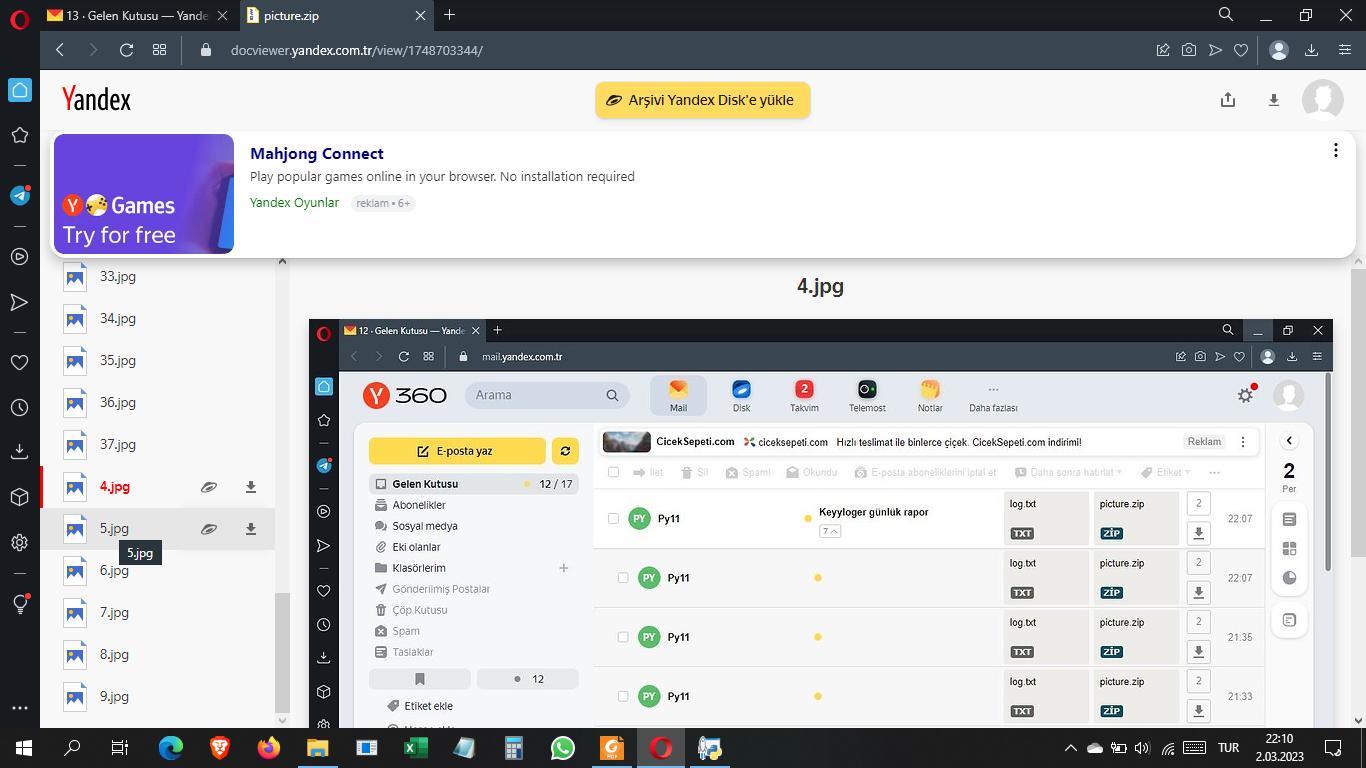 13 · Gelen Kutusu — Yande
picture.zip
docviewer.yandex.com.tr/view/1748703344/
Yandex
Arşivi Yandex Disk'e yükle
Games
Try for free
Mahjong Connect
Play popular games online in your browser. No installation required
Yandex Oyunlar
reklam • 6+
33.jpg
34.jpg
35.jpg
36.jpg
37.jpg
4.jpg
5.jpg
5.jpg
6.jpg
7.jpg
8.jpg
9.jpg
4.jpg
12 · Gelen Kutusu — Yande
mail.yandex.com.tr
Y 360
Arama
Mail
Disk
2
Takvim
Telemost
Notlar
Daha fazlası
E-posta yaz
CicekSepeti.com
ciceksepeti.com
Hızlı teslimat ile binlerce çiçek. CicekSepeti.com indirimi!
Reklam
İlet
Sil
Spam!
Okundu
E-posta aboneliklerini iptal et
Daha sonra hatırlat
Etiket
2
Per
Gelen Kutusu
12 / 17
Abonelikler
Sosyal medya
Eki olanlar
Klasörlerim
Gönderilmiş Postalar
Çöp Kutusu
Spam
Taslaklar
12
Etiket ekle
PY
Py11
Keyyloger günlük rapor
7
log.txt
TXT
picture.zip
ZİP
2
22:07
PY
Py11
log.txt
TXT
picture.zip
ZİP
2
22:07
PY
Py11
log.txt
TXT
picture.zip
ZİP
2
21:35
PY
Py11
log.txt
TXT
picture.zip
ZİP
2
21:33
TUR
22:10
2.03.2023